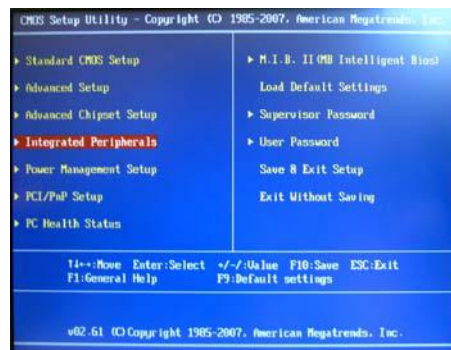 CMOS Setup Utility - Copyright (C) 1985-2007, American Megatrends, Inc.
▶ Standard CMOS Setup
▶ Advanced Setup
▶ Advanced Chipset Setup
▶ Integrated Peripherals
▶ Power Management Setup
▶ PCI/PnP Setup
▶ PC Health Status
▶ M.I.B. II(MB Intelligent Bios)
Load Default Settings
▶ Supervisor Password
▶ User Password
Save & Exit Setup
Exit Without Saving
↑↓←→:Move Enter:Select +/-/:Value F10:Save ESC:Exit
F1:General Help F9:Default settings
v02.61 (C)Copyright 1985-2007, American Megatrends, Inc.